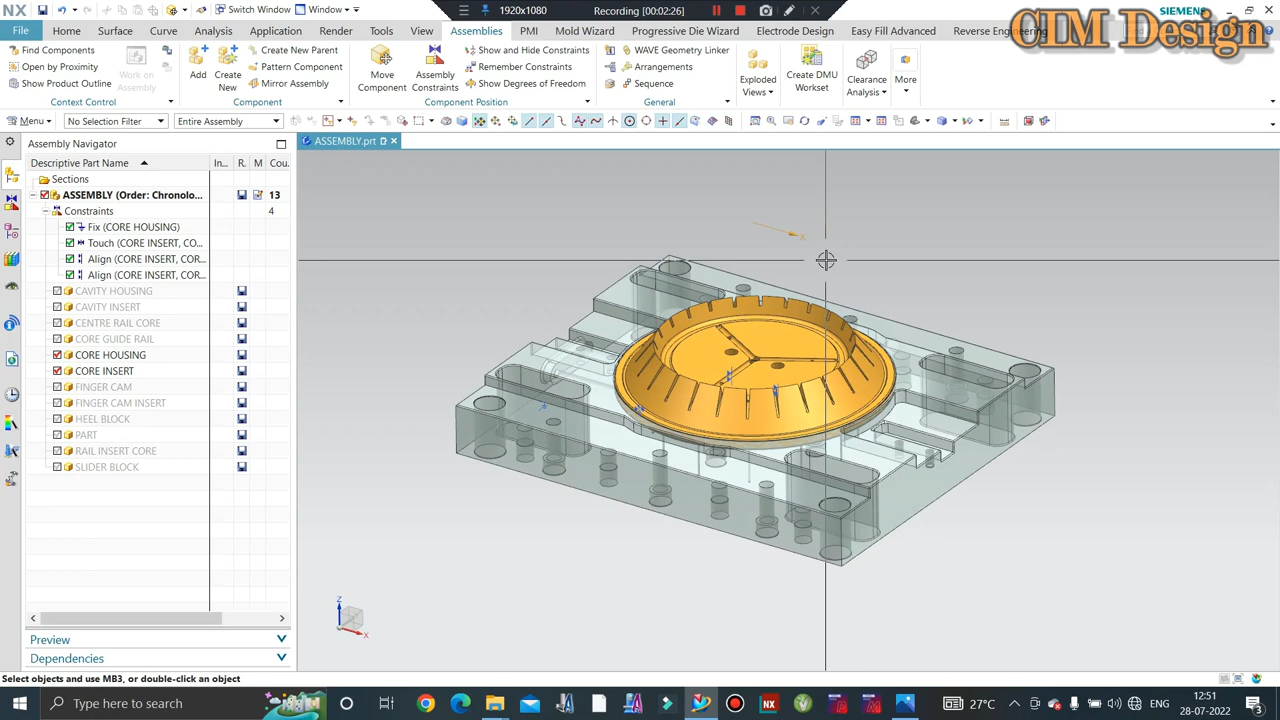 NX
Switch Window
Window
1920x1080
Recording [00:02:26]
SIEMENS
CIM Design
File
Home
Surface
Curve
Analysis
Application
Render
Tools
View
Assemblies
PMI
Mold Wizard
Progressive Die Wizard
Electrode Design
Easy Fill Advanced
Reverse Engineering
Find Components
Open by Proximity
Show Product Outline
Work on
Assembly
Context Control
Add
Create
New
Create New Parent
Pattern Component
Mirror Assembly
Component
Move
Component
Assembly
Constraints
Show and Hide Constraints
Remember Constraints
Show Degrees of Freedom
Component Position
WAVE Geometry Linker
Arrangements
Sequence
General
Exploded
Views
Create DMU
Workset
Clearance
Analysis
More
Menu
No Selection Filter
Entire Assembly
Assembly Navigator
ASSEMBLY.prt
Descriptive Part Name
In...
R.
M
Cou.
Sections
ASSEMBLY (Order: Chronolo...
13
Constraints
4
Fix (CORE HOUSING)
Touch (CORE INSERT, CO...
Align (CORE INSERT, COR...
Align (CORE INSERT, COR...
CAVITY HOUSING
CAVITY INSERT
CENTRE RAIL CORE
CORE GUIDE RAIL
CORE HOUSING
CORE INSERT
FINGER CAM
FINGER CAM INSERT
HEEL BLOCK
PART
RAIL INSERT CORE
SLIDER BLOCK
X
Z
X
Preview
Dependencies
Select objects and use MB3, or double-click an object
Type here to search
NX
27°C
ENG
12:51
28-07-2022